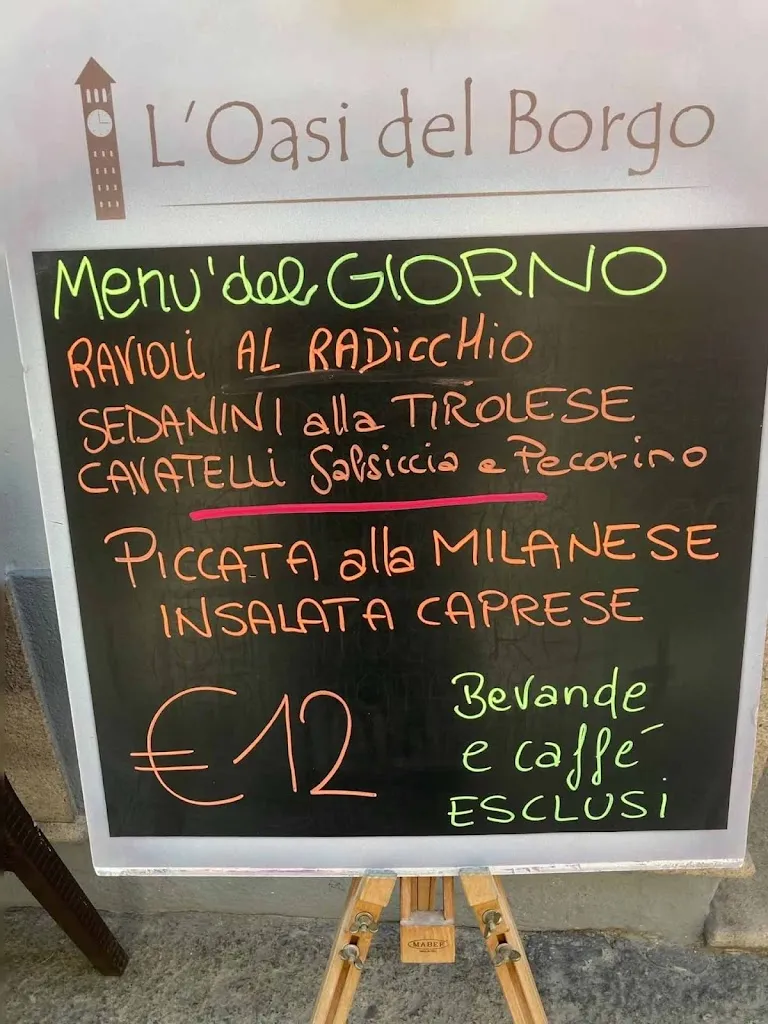 L'Oasi del Borgo
Menu' del GIORNO
RAVIOLI AL RADICCHIO
SEDANINI alla TIROLESE
CAVATELLI Salsiccia e Pecorino
PICCATA alla MILANESE
INSALATA CAPRESE
€12
Bevande
e caffé
ESCLUSI
MABEF